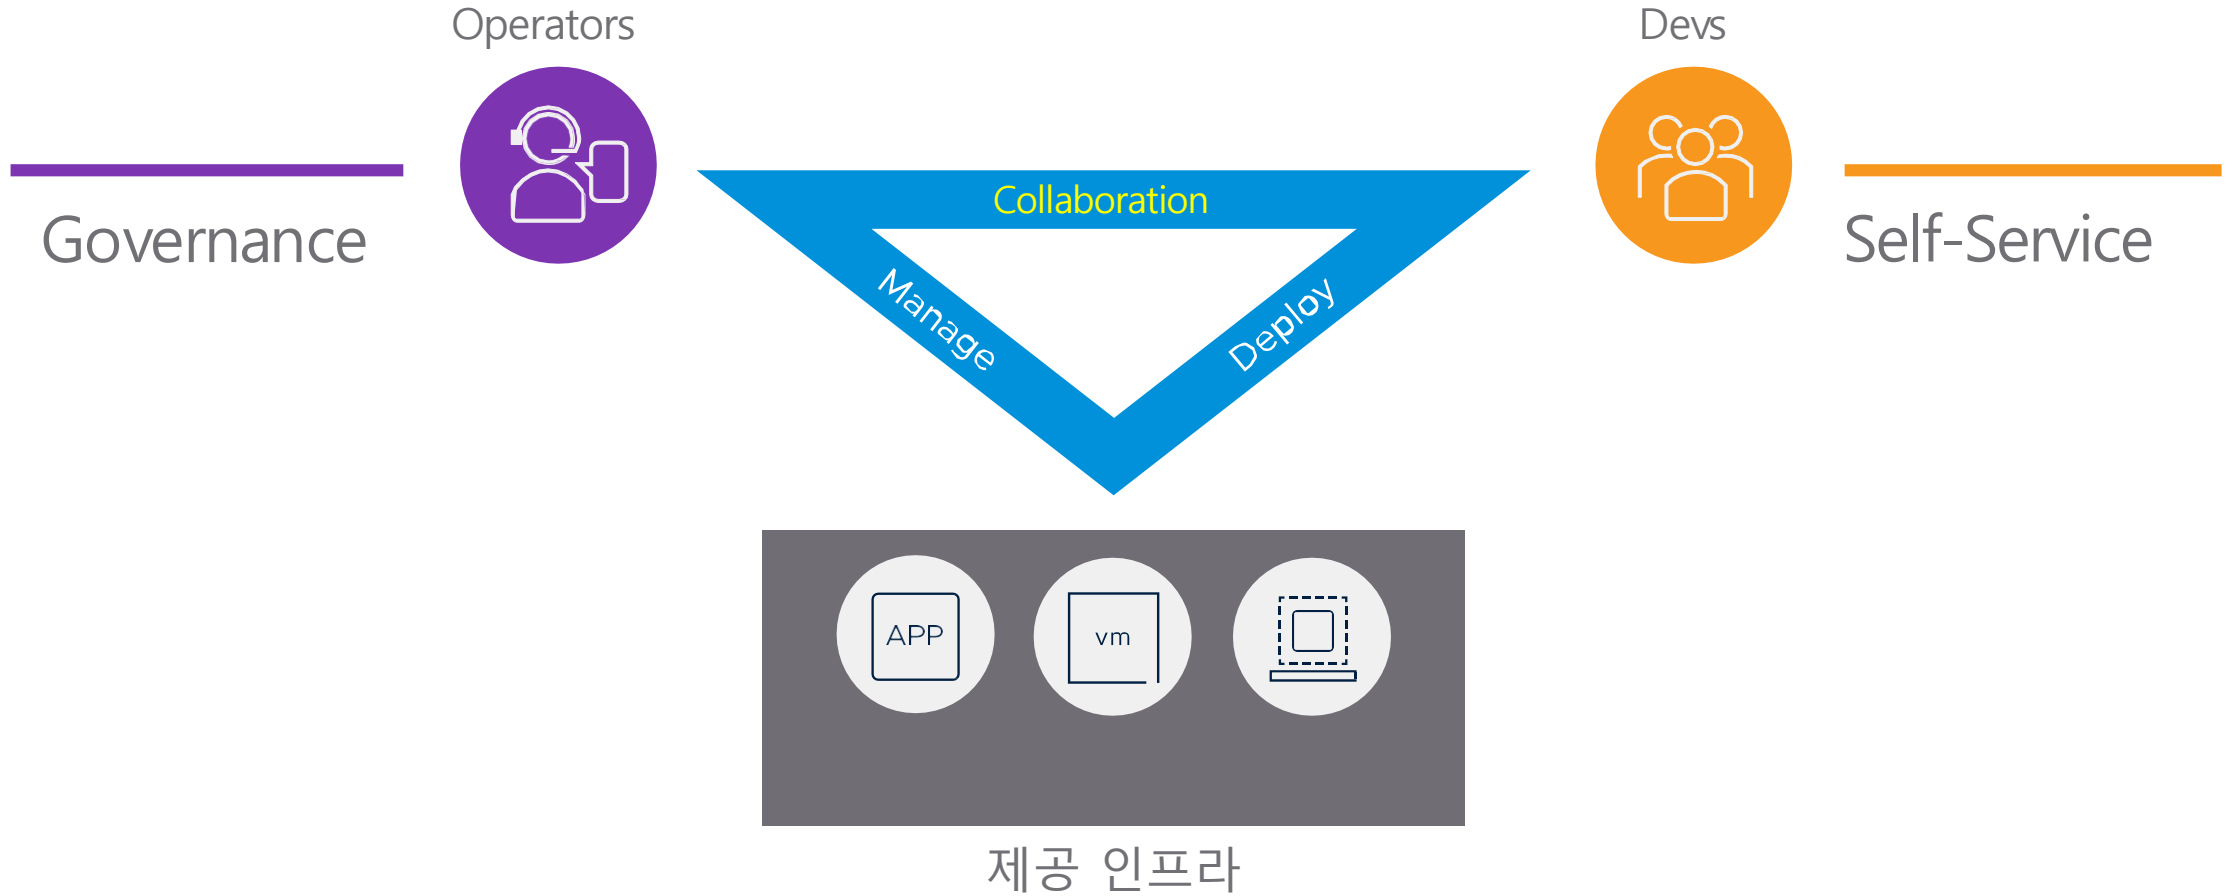 Operators
Devs
Governance
Collaboration
Self-Service
Manage
Deploy
APP
vm
제공 인프라